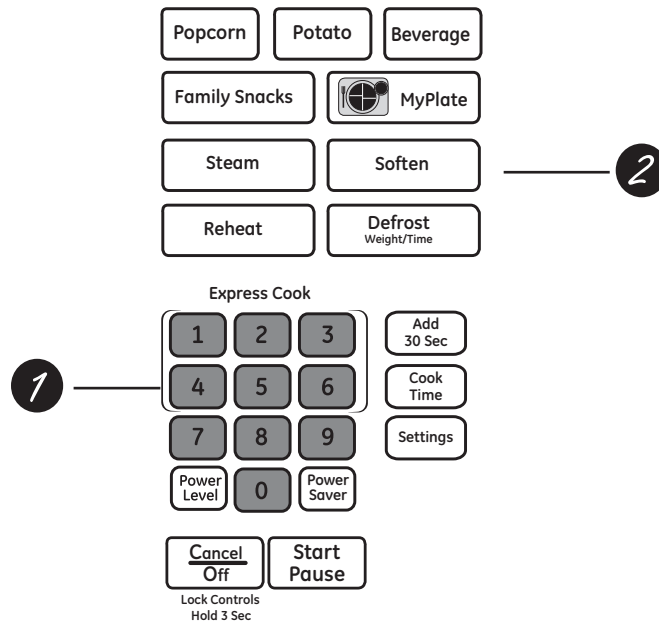 Popcorn
Potato
Beverage
Family Snacks
MyPlate
Steam
Soften
2
Reheat
Defrost
Weight/Time
Express Cook
1
2
3
Add
30 Sec
1
4
5
6
Cook
Time
7
8
9
Settings
Power
Level
0
Power
Saver
Cancel
Off
Start
Pause
Lock Controls
Hold 3 Sec